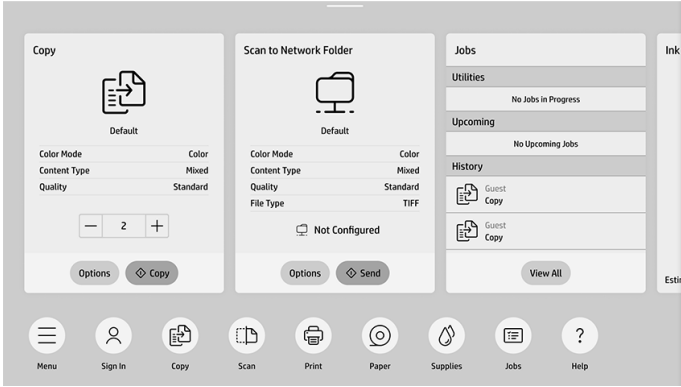 Copy
Default
Color Mode Color
Content Type Mixed
Quality Standard
2
Options Copy
Scan to Network Folder
Default
Color Mode Color
Content Type Mixed
Quality Standard
File Type TIFF
Not Configured
Options Send
Jobs
Utilities
No Jobs in Progress
Upcoming
No Upcoming Jobs
History
Guest
Copy
Guest
Copy
View All
Ink
Esti
Menu Sign In Copy Scan Print Paper Supplies Jobs Help
?